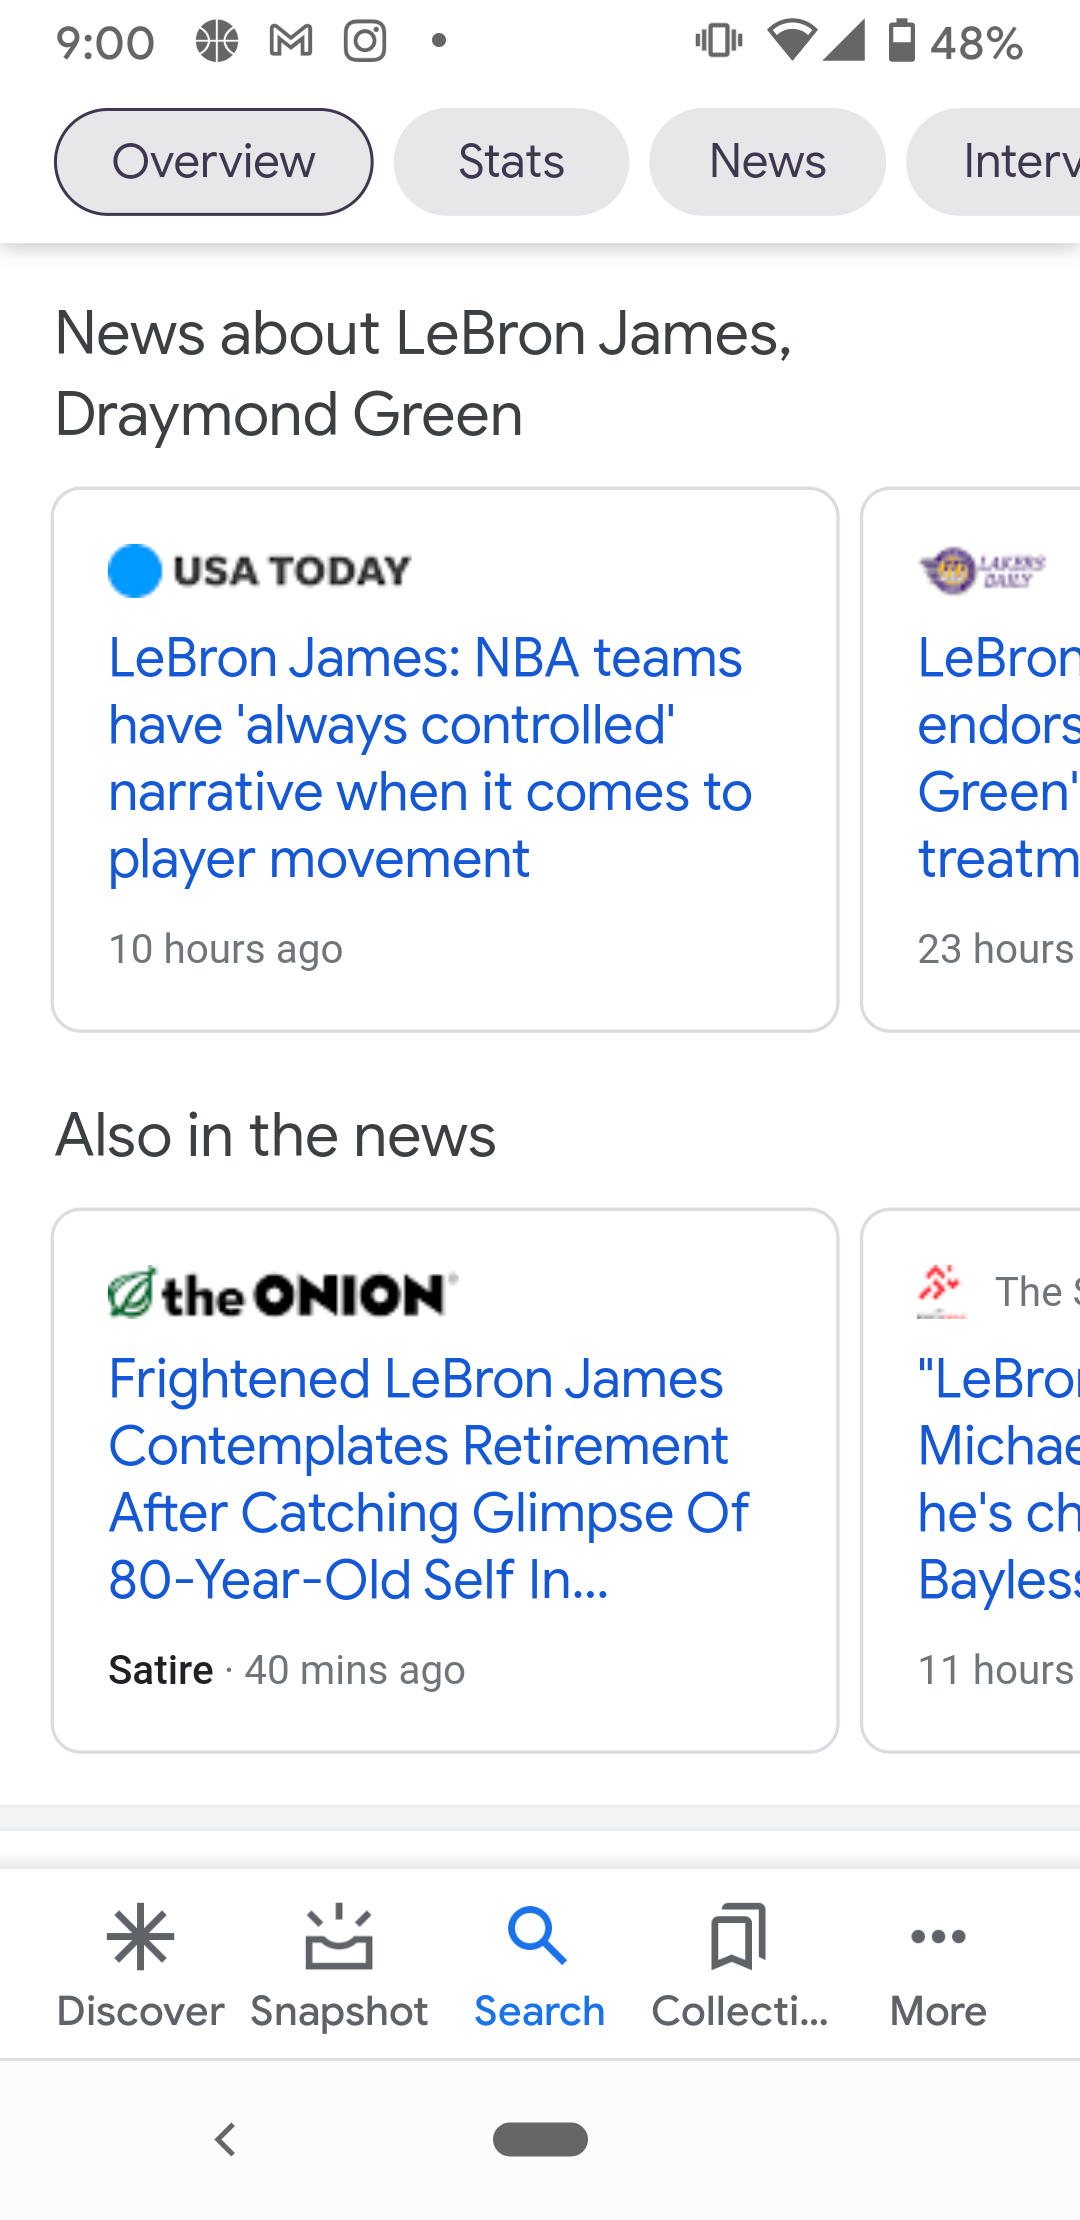 9:00 48%
Overview Stats News Interv
News about LeBron James,
Draymond Green
USA TODAY
LeBron James: NBA teams
have 'always controlled'
narrative when it comes to
player movement
10 hours ago
LAKERS
DAILY
LeBron
endors
Green'
treatm
23 hours
Also in the news
the ONION
Frightened LeBron James
Contemplates Retirement
After Catching Glimpse Of
80-Year-Old Self In...
Satire · 40 mins ago
The S
"LeBron
Michae
he's ch
Bayless
11 hours
Discover Snapshot Search Collecti... More